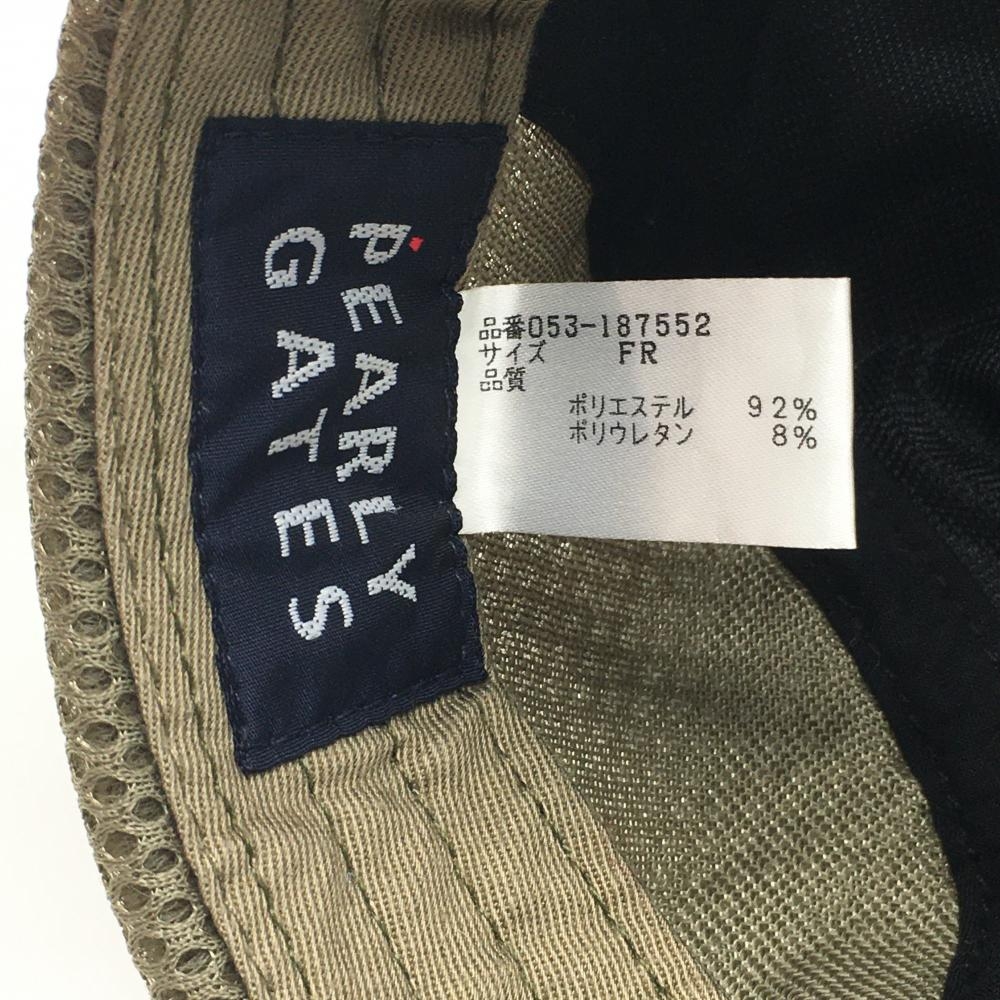 PEARLY
GATES
品番053-187552
サイズ FR
品質
ポリエステル 92%
ポリウレタン 8%